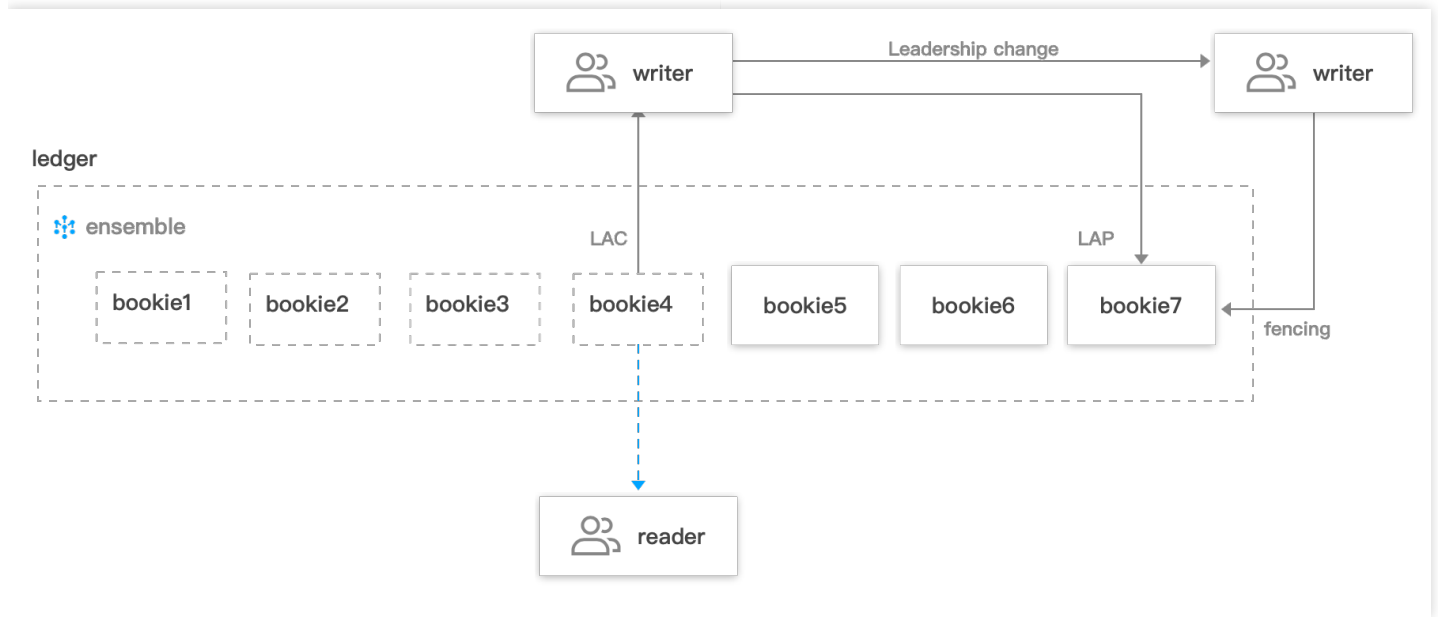 writer
Leadership change
writer
ledger
ensemble
LAC
LAP
bookie1
bookie2
bookie3
bookie4
bookie5
bookie6
bookie7
fencing
reader